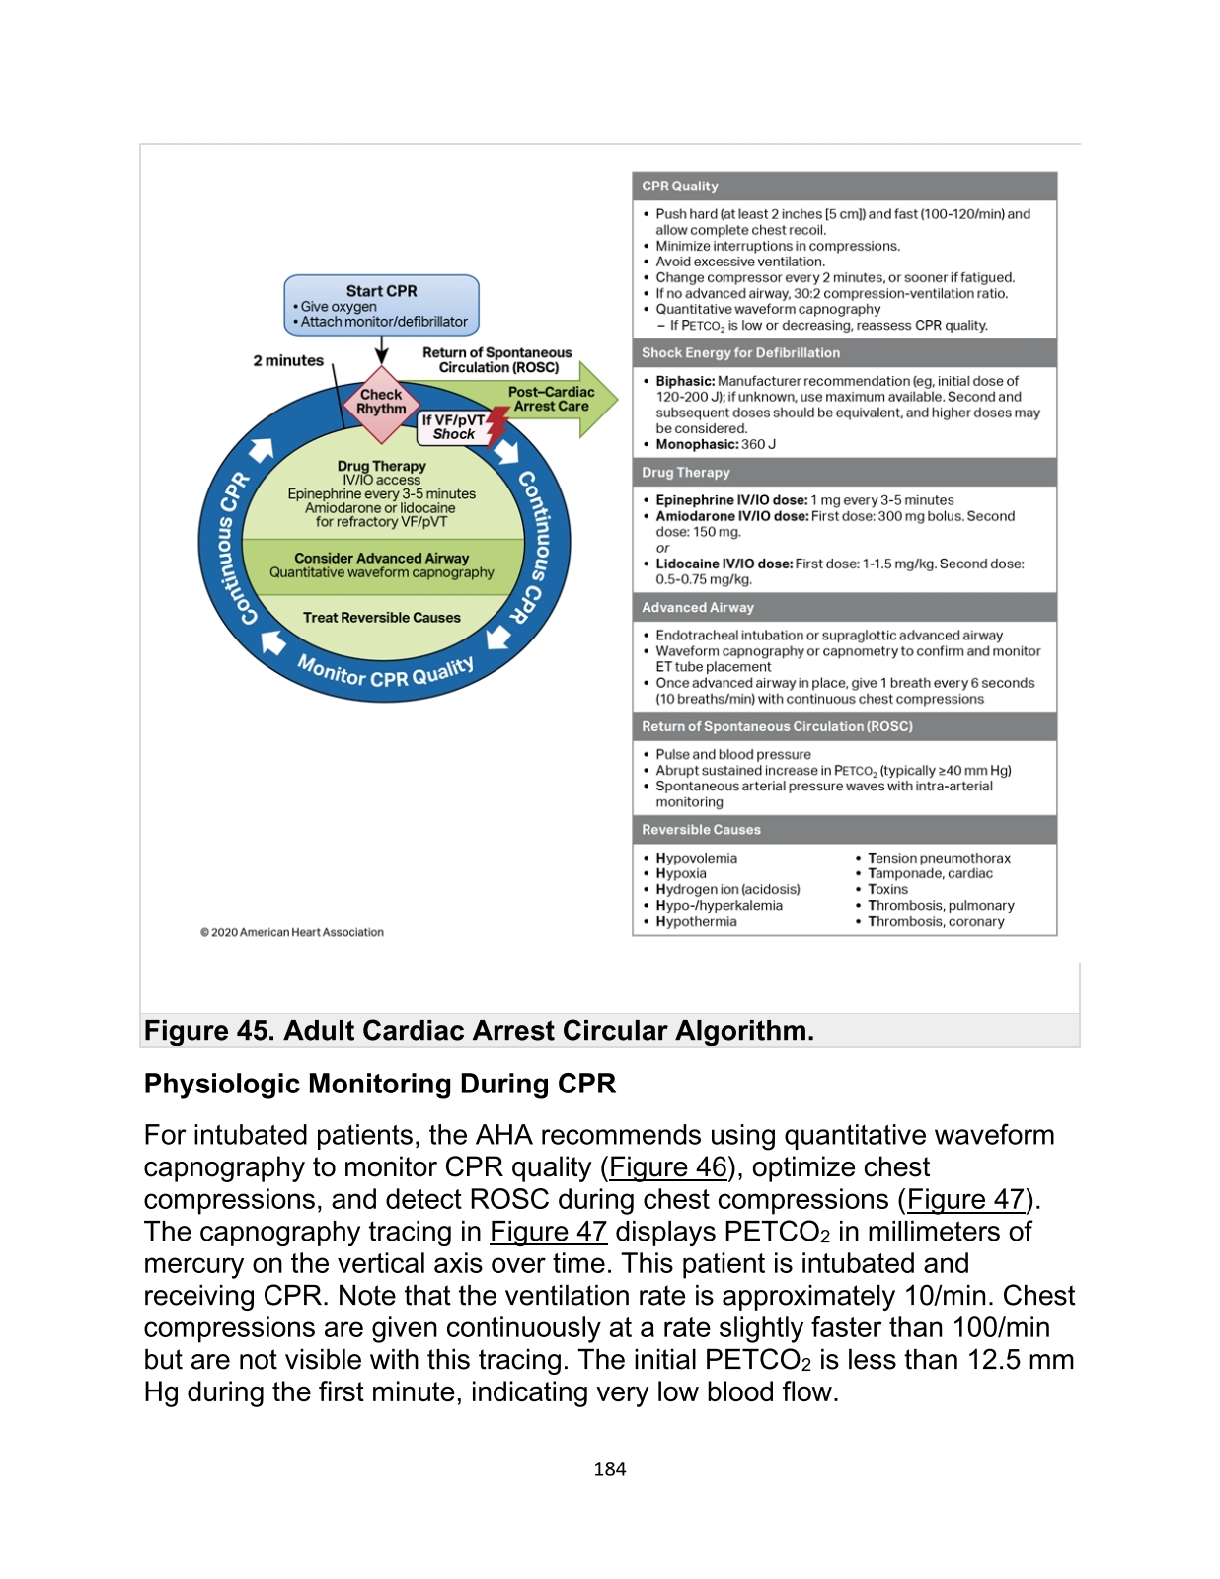 Start CPR
• Give oxygen
• Attach monitor/defibrillator
2 minutes
Return of Spontaneous
Circulation (ROSC)
Check
Rhythm
Post–Cardiac
Arrest Care
If VF/pVT
Shock
Drug Therapy
IV/IO access
Epinephrine every 3-5 minutes
Amiodarone or lidocaine
for refractory VF/pVT
Consider Advanced Airway
Quantitative waveform capnography
Treat Reversible Causes
Continuous CPR
Continuous CPR
Monitor CPR Quality
© 2020 American Heart Association
CPR Quality
• Push hard (at least 2 inches [5 cm]) and fast (100-120/min) and
allow complete chest recoil.
• Minimize interruptions in compressions.
• Avoid excessive ventilation.
• Change compressor every 2 minutes, or sooner if fatigued.
• If no advanced airway, 30:2 compression-ventilation ratio.
• Quantitative waveform capnography
– If PETCO₂ is low or decreasing, reassess CPR quality.
Shock Energy for Defibrillation
• Biphasic: Manufacturer recommendation (eg, initial dose of
120-200 J); if unknown, use maximum available. Second and
subsequent doses should be equivalent, and higher doses may
be considered.
• Monophasic: 360 J
Drug Therapy
• Epinephrine IV/IO dose: 1 mg every 3-5 minutes
• Amiodarone IV/IO dose: First dose: 300 mg bolus. Second
dose: 150 mg.
or
• Lidocaine IV/IO dose: First dose: 1-1.5 mg/kg. Second dose:
0.5-0.75 mg/kg.
Advanced Airway
• Endotracheal intubation or supraglottic advanced airway
• Waveform capnography or capnometry to confirm and monitor
ET tube placement
• Once advanced airway in place, give 1 breath every 6 seconds
(10 breaths/min) with continuous chest compressions
Return of Spontaneous Circulation (ROSC)
• Pulse and blood pressure
• Abrupt sustained increase in PETCO₂ (typically ≥40 mm Hg)
• Spontaneous arterial pressure waves with intra-arterial
monitoring
Reversible Causes
• Hypovolemia
• Hypoxia
• Hydrogen ion (acidosis)
• Hypo-/hyperkalemia
• Hypothermia
• Tension pneumothorax
• Tamponade, cardiac
• Toxins
• Thrombosis, pulmonary
• Thrombosis, coronary
Figure 45. Adult Cardiac Arrest Circular Algorithm.
Physiologic Monitoring During CPR
For intubated patients, the AHA recommends using quantitative waveform
capnography to monitor CPR quality (Figure 46), optimize chest
compressions, and detect ROSC during chest compressions (Figure 47).
The capnography tracing in Figure 47 displays PETCO₂ in millimeters of
mercury on the vertical axis over time. This patient is intubated and
receiving CPR. Note that the ventilation rate is approximately 10/min. Chest
compressions are given continuously at a rate slightly faster than 100/min
but are not visible with this tracing. The initial PETCO₂ is less than 12.5 mm
Hg during the first minute, indicating very low blood flow.
184